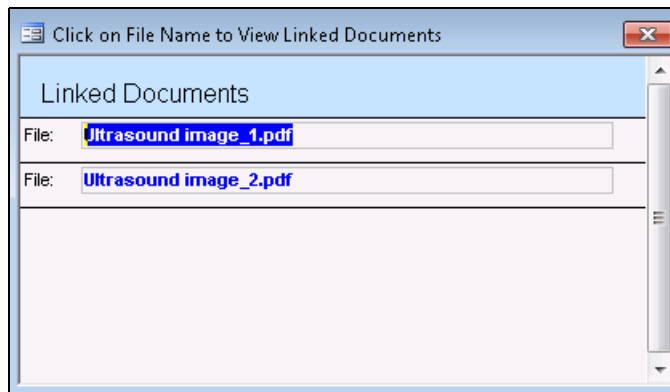 Click on File Name to View Linked Documents
Linked Documents
File: Ultrasound image_1.pdf
File: Ultrasound image_2.pdf